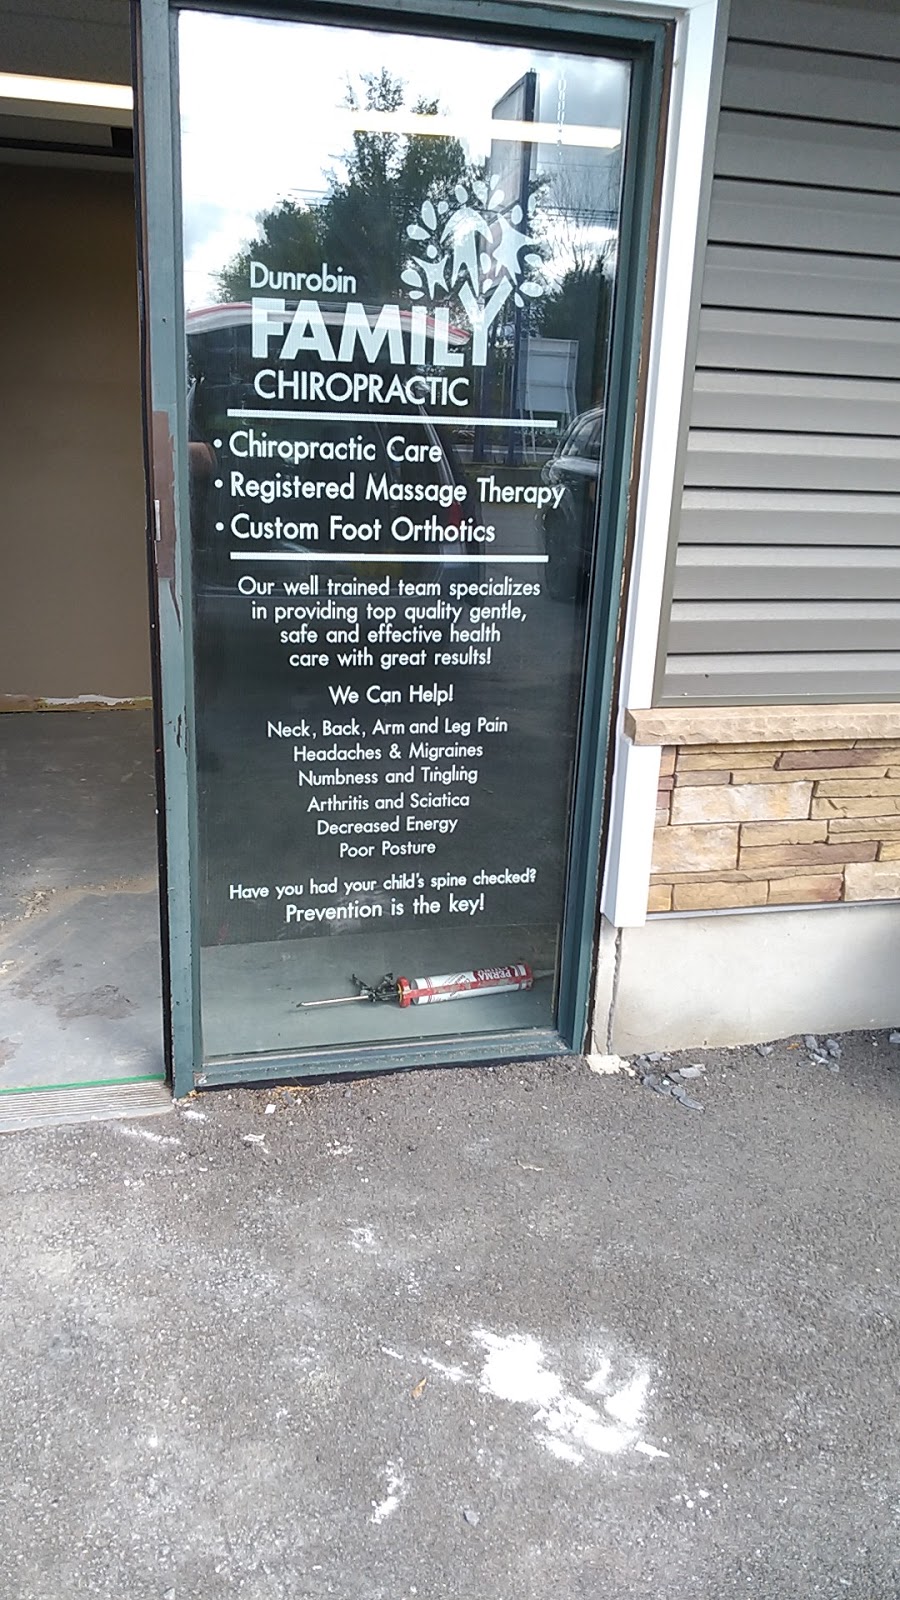 Dunrobin
FAMILY
CHIROPRACTIC
• Chiropractic Care
• Registered Massage Therapy
• Custom Foot Orthotics
Our well trained team specializes
in providing top quality gentle,
safe and effective health
care with great results!
We Can Help!
Neck, Back, Arm and Leg Pain
Headaches & Migraines
Numbness and Tingling
Arthritis and Sciatica
Decreased Energy
Poor Posture
Have you had your child's spine checked?
Prevention is the key!
PERMA